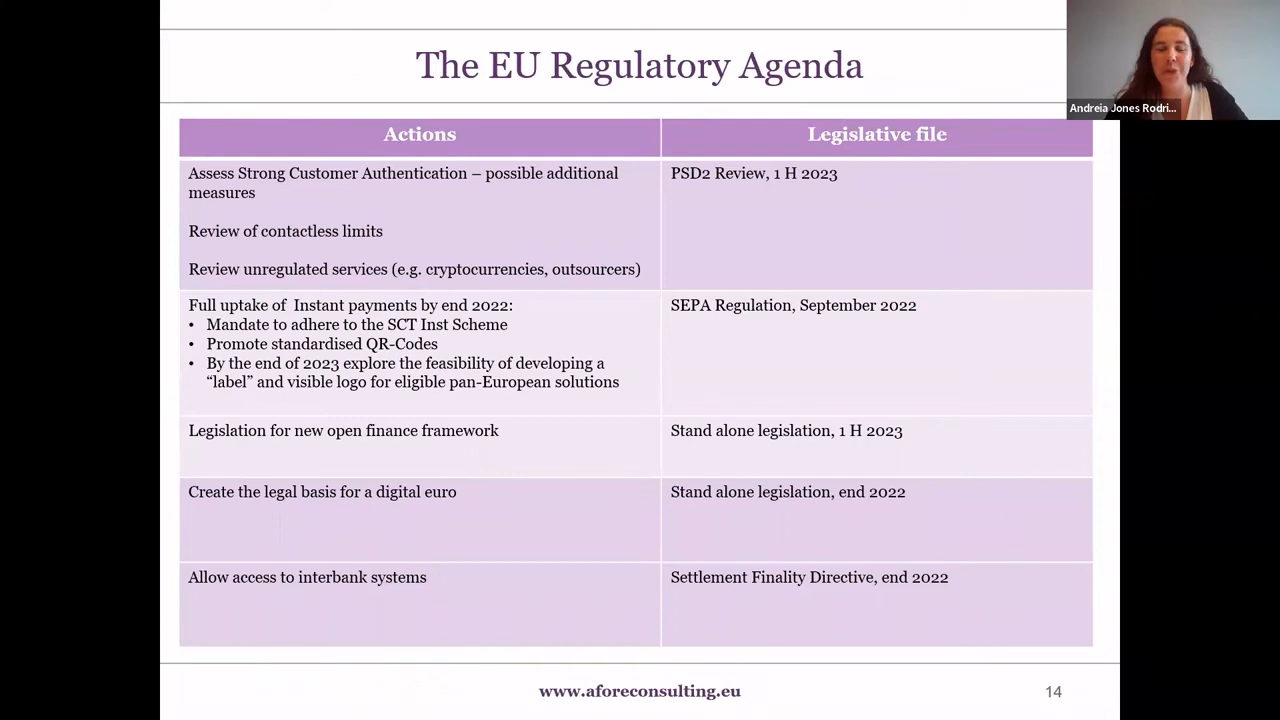 The EU Regulatory Agenda
Andreia Jones Rodri...
Actions
Legislative file
Assess Strong Customer Authentication – possible additional
measures
Review of contactless limits
Review unregulated services (e.g. cryptocurrencies, outsourcers)
PSD2 Review, 1 H 2023
Full uptake of Instant payments by end 2022:
• Mandate to adhere to the SCT Inst Scheme
• Promote standardised QR-Codes
• By the end of 2023 explore the feasibility of developing a
“label” and visible logo for eligible pan-European solutions
SEPA Regulation, September 2022
Legislation for new open finance framework
Stand alone legislation, 1 H 2023
Create the legal basis for a digital euro
Stand alone legislation, end 2022
Allow access to interbank systems
Settlement Finality Directive, end 2022
www.aforeconsulting.eu
14